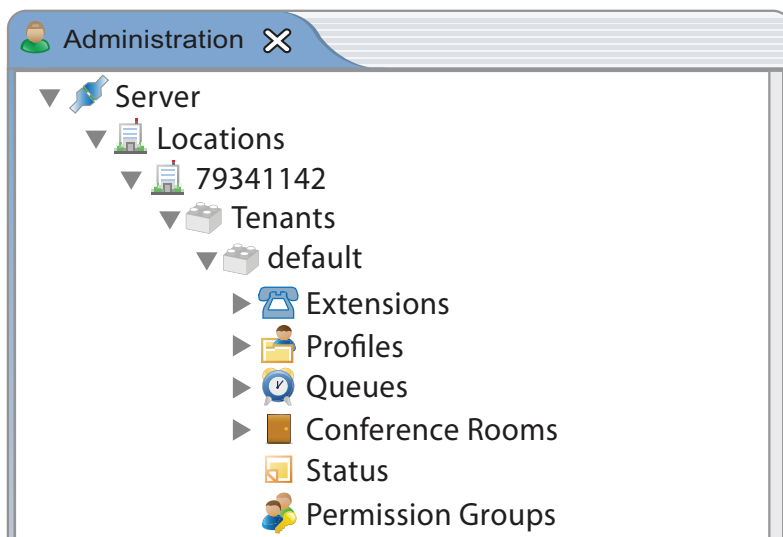 Administration
Server
Locations
79341142
Tenants
default
Extensions
Profiles
Queues
Conference Rooms
Status
Permission Groups